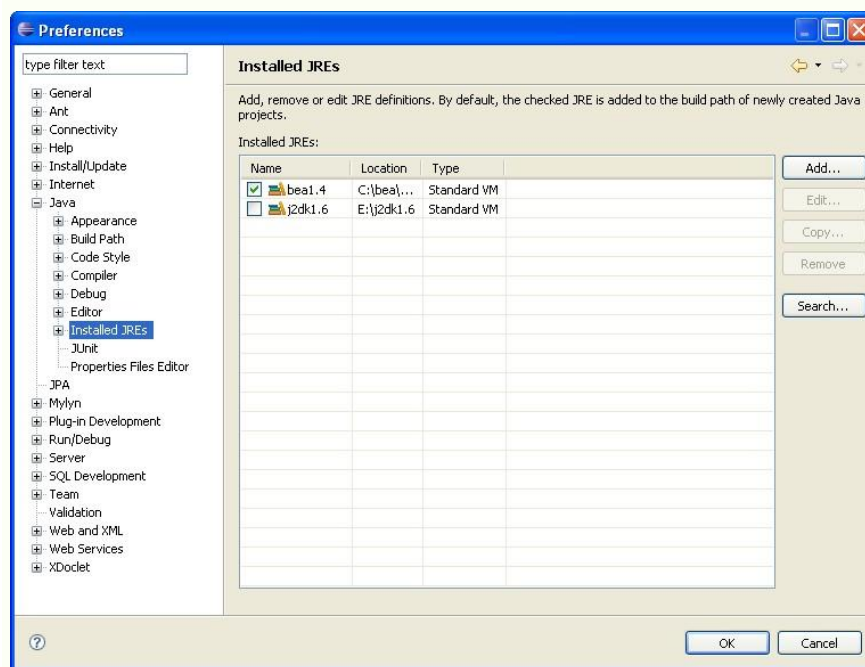 Preferences
type filter text
General
Ant
Connectivity
Help
Install/Update
Internet
Java
Appearance
Build Path
Code Style
Compiler
Debug
Editor
Installed JREs
JUnit
Properties Files Editor
JPA
Mylyn
Plug-in Development
Run/Debug
Server
SQL Development
Team
Validation
Web and XML
Web Services
XDoclet
Installed JREs
Add, remove or edit JRE definitions. By default, the checked JRE is added to the build path of newly created Java
projects.
Installed JREs:
Name Location Type
bea1.4 C:\bea\... Standard VM
j2dk1.6 E:\j2dk1.6 Standard VM
Add...
Edit...
Copy...
Remove
Search...
?
OK Cancel